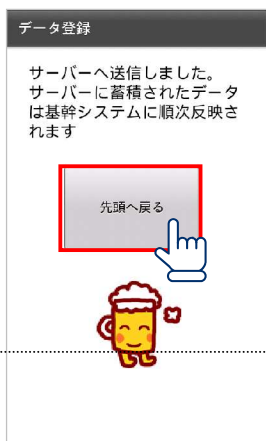 データ登録
サーバーへ送信しました。
サーバーに蓄積されたデータ
は基幹システムに順次反映さ
れます
先頭へ戻る